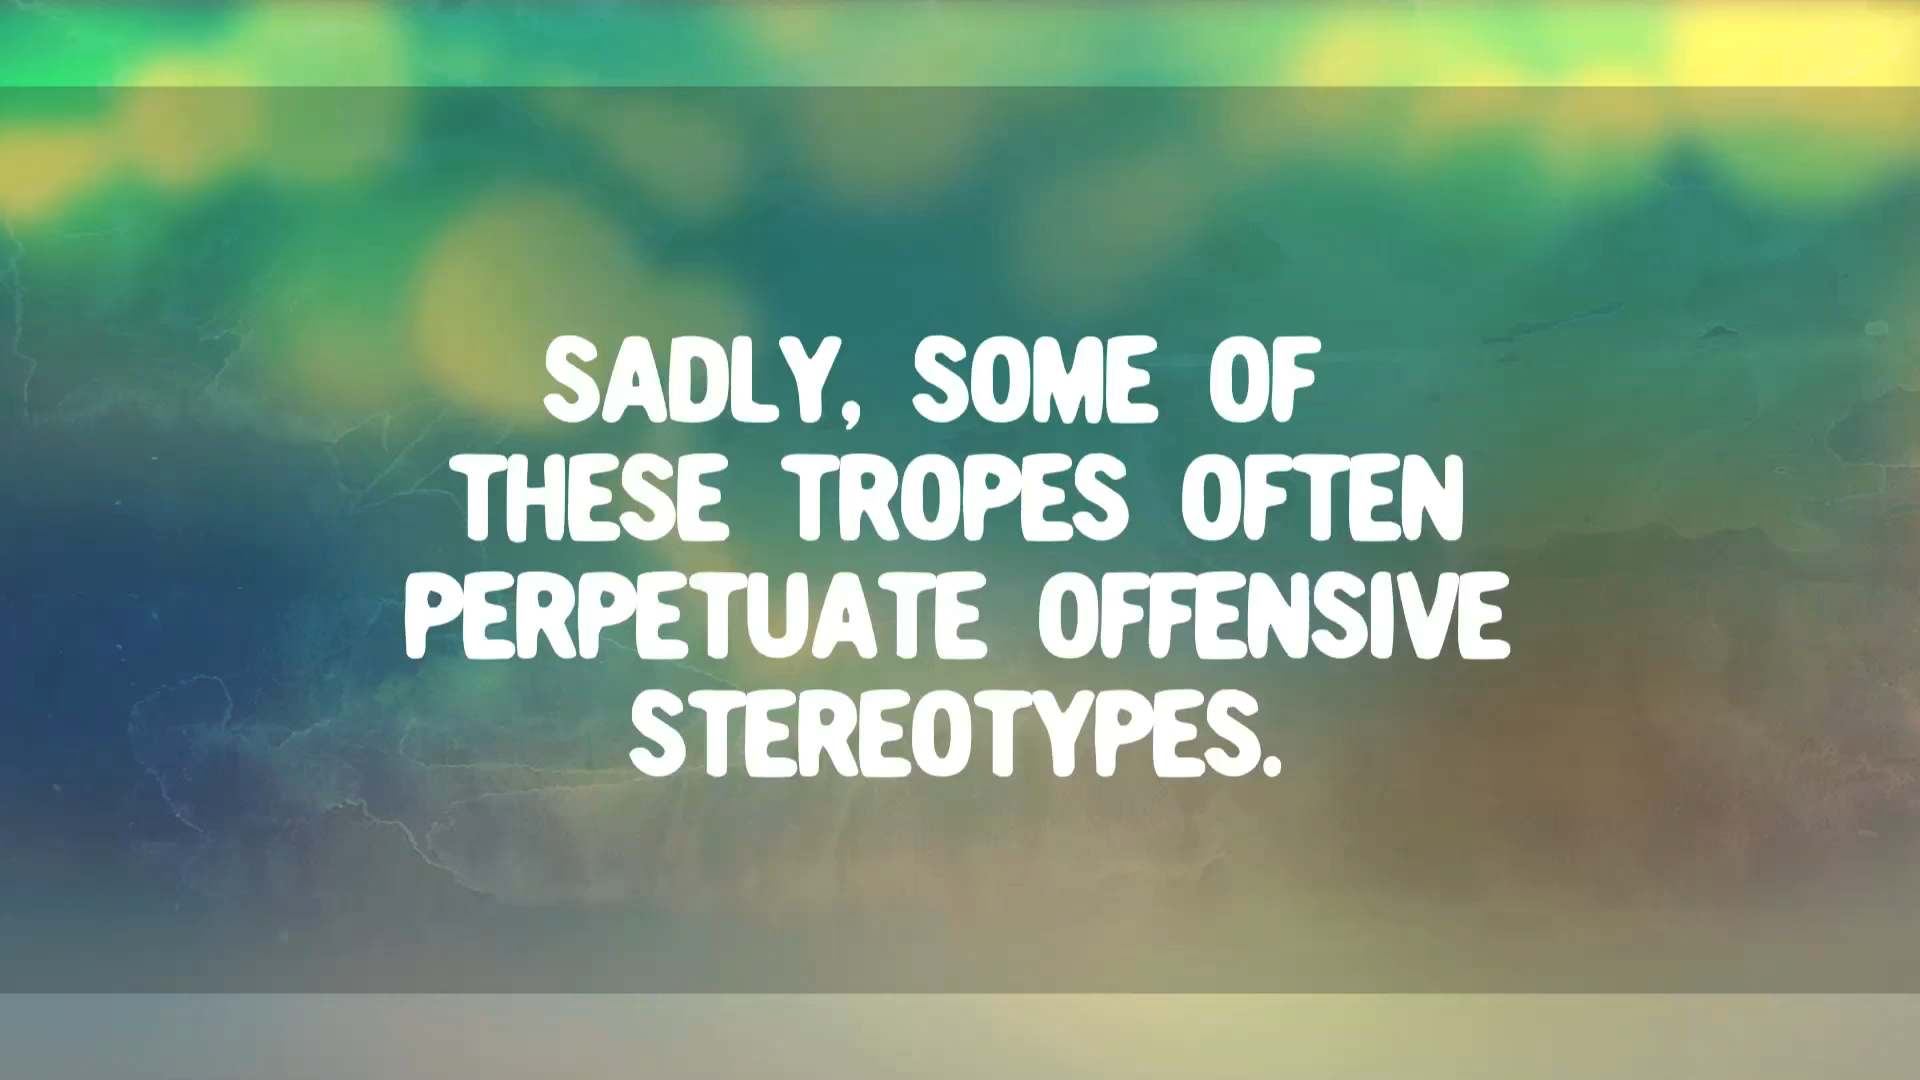 SADLY, SOME OF
THESE TROPES OFTEN
PERPETUATE OFFENSIVE
STEREOTYPES.